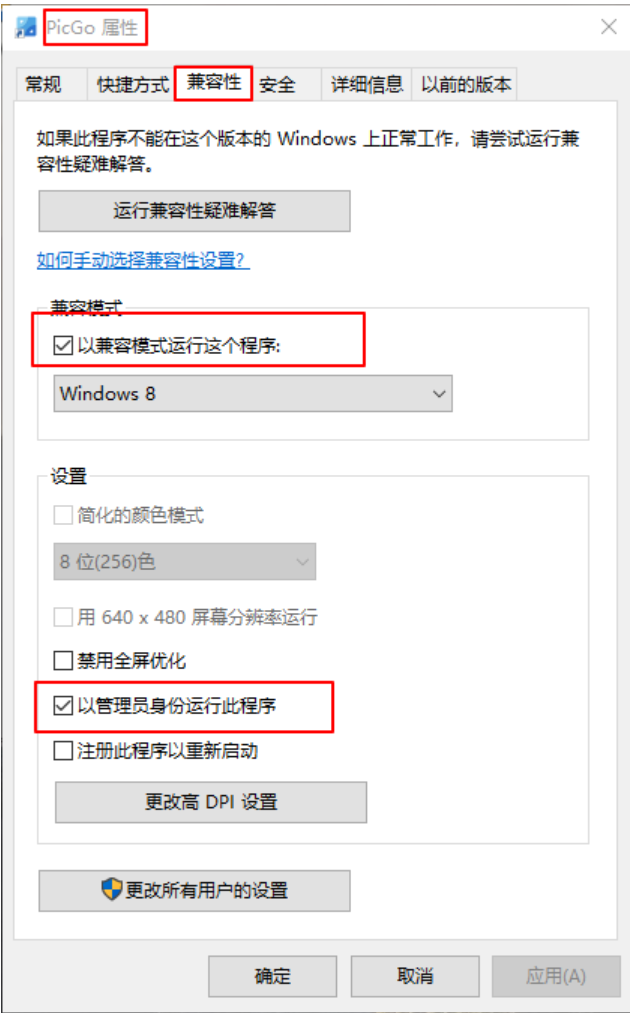 PicGo 属性
常规 快捷方式 兼容性 安全 详细信息 以前的版本
如果此程序不能在这个版本的 Windows 上正常工作，请尝试运行兼
容性疑难解答。
运行兼容性疑难解答
如何手动选择兼容性设置?
兼容模式
以兼容模式运行这个程序:
Windows 8
设置
简化的颜色模式
8 位(256)色
用 640 x 480 屏幕分辨率运行
禁用全屏优化
以管理员身份运行此程序
注册此程序以重新启动
更改高 DPI 设置
更改所有用户的设置
确定 取消 应用(A)